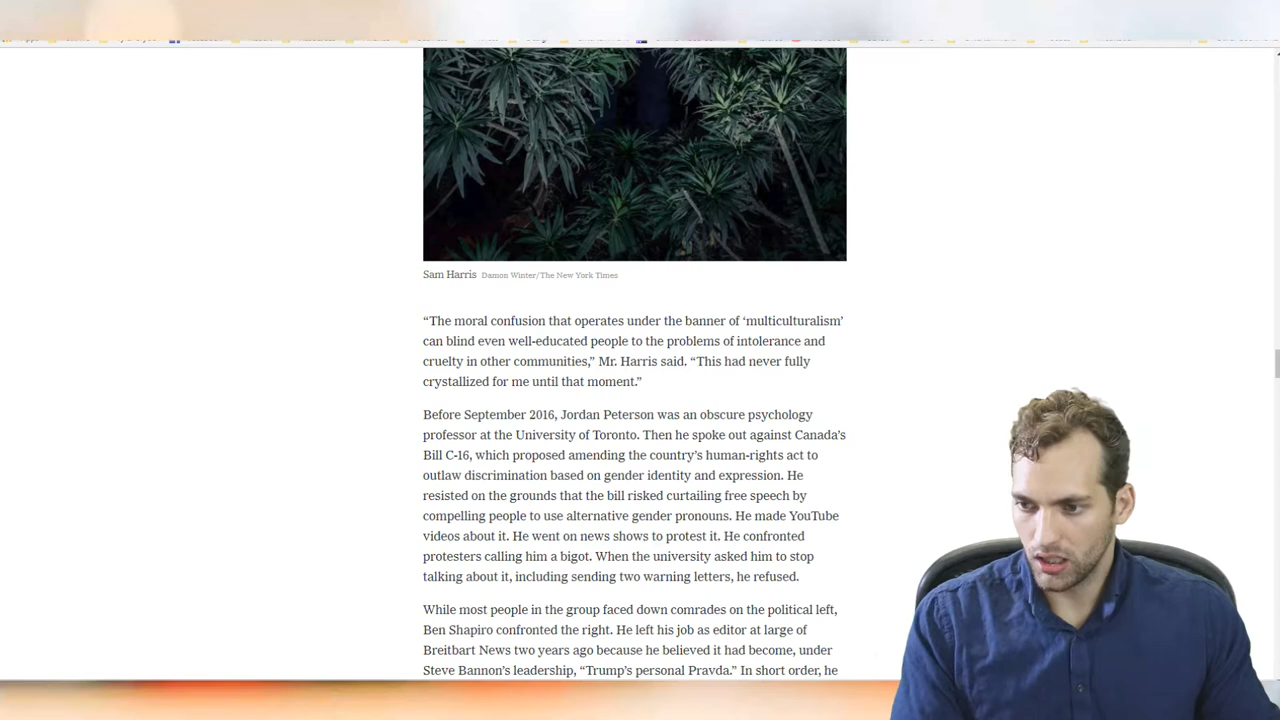 Sam Harris Damon Winter/The New York Times
“The moral confusion that operates under the banner of ‘multiculturalism’
can blind even well-educated people to the problems of intolerance and
cruelty in other communities,” Mr. Harris said. “This had never fully
crystallized for me until that moment.”
Before September 2016, Jordan Peterson was an obscure psychology
professor at the University of Toronto. Then he spoke out against Canada’s
Bill C-16, which proposed amending the country’s human-rights act to
outlaw discrimination based on gender identity and expression. He
resisted on the grounds that the bill risked curtailing free speech by
compelling people to use alternative gender pronouns. He made YouTube
videos about it. He went on news shows to protest it. He confronted
protesters calling him a bigot. When the university asked him to stop
talking about it, including sending two warning letters, he refused.
While most people in the group faced down comrades on the political left,
Ben Shapiro confronted the right. He left his job as editor at large of
Breitbart News two years ago because he believed it had become, under
Steve Bannon’s leadership, “Trump’s personal Pravda.” In short order, he